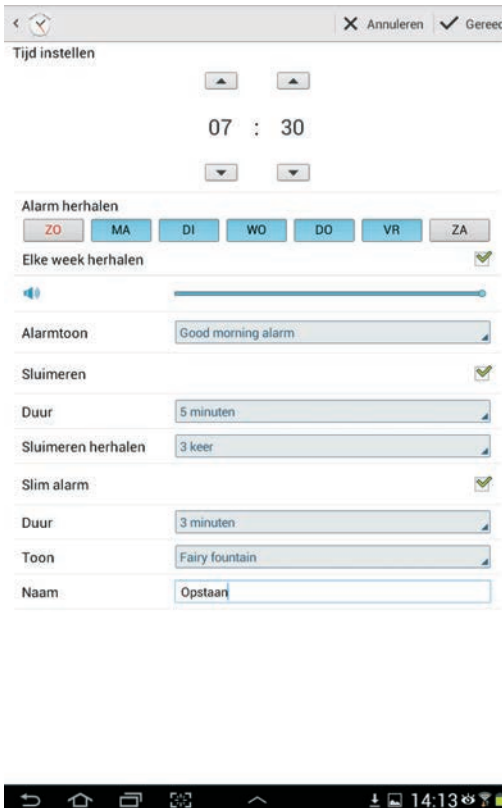 Annuleren Gereed
Tijd instellen
07 : 30
Alarm herhalen
ZO MA DI WO DO VR ZA
Elke week herhalen
Alarmtoon Good morning alarm
Sluimeren
Duur 5 minuten
Sluimeren herhalen 3 keer
Slim alarm
Duur 3 minuten
Toon Fairy fountain
Naam Opstaan
14:13